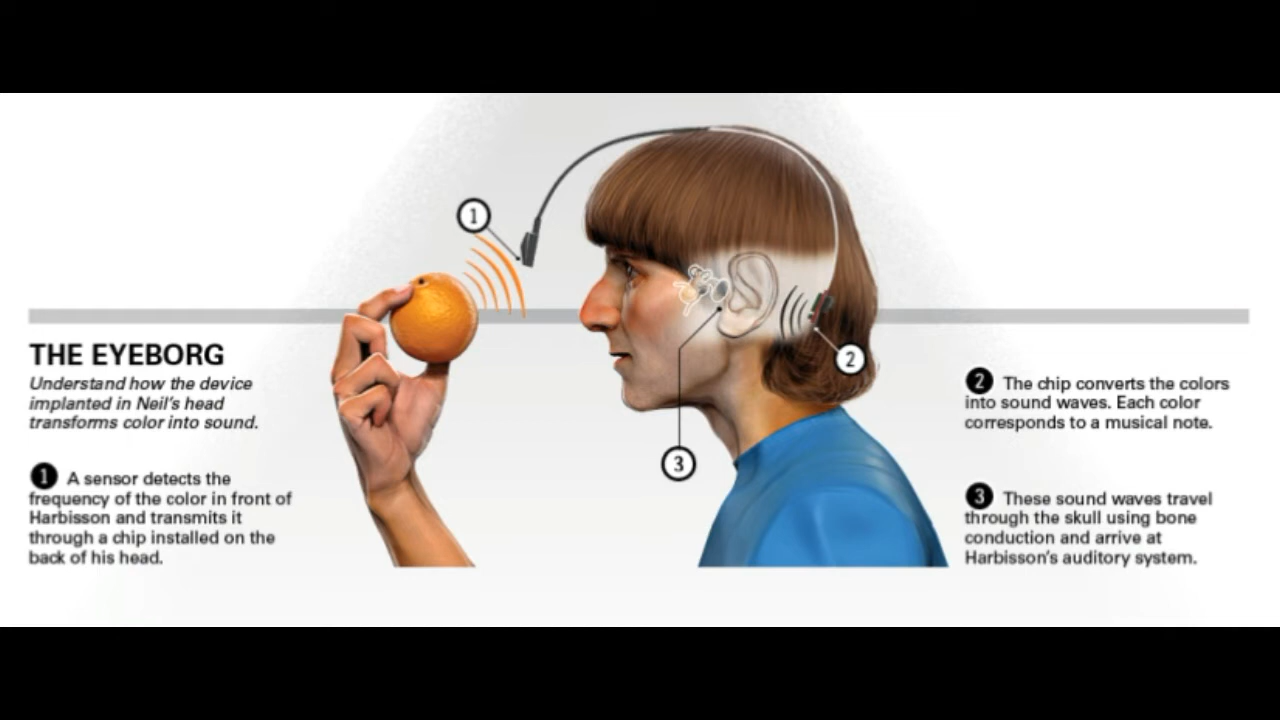 1
THE EYEBORG
Understand how the device
implanted in Neil's head
transforms color into sound.
1 A sensor detects the
frequency of the color in front of
Harbisson and transmits it
through a chip installed on the
back of his head.
2
3
2 The chip converts the colors
into sound waves. Each color
corresponds to a musical note.
3 These sound waves travel
through the skull using bone
conduction and arrive at
Harbisson's auditory system.